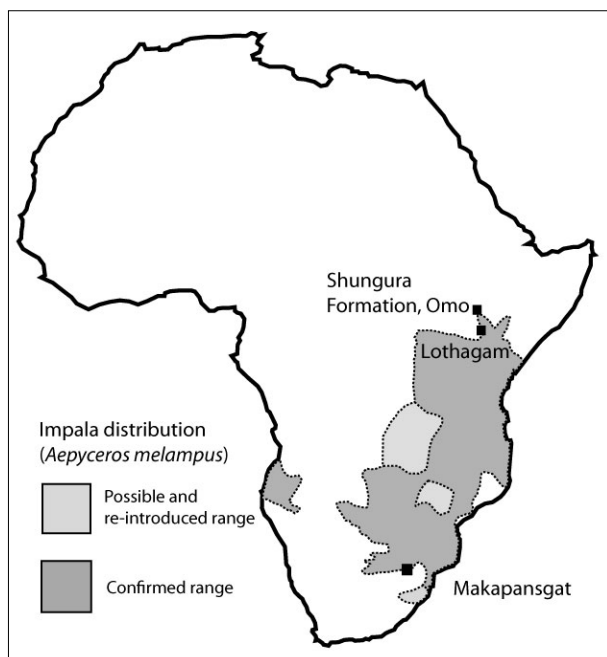 Shungura
Formation, Omo
Lothagam
Impala distribution
(Aepyceros melampus)
Possible and
re-introduced range
Confirmed range
Makapansgat